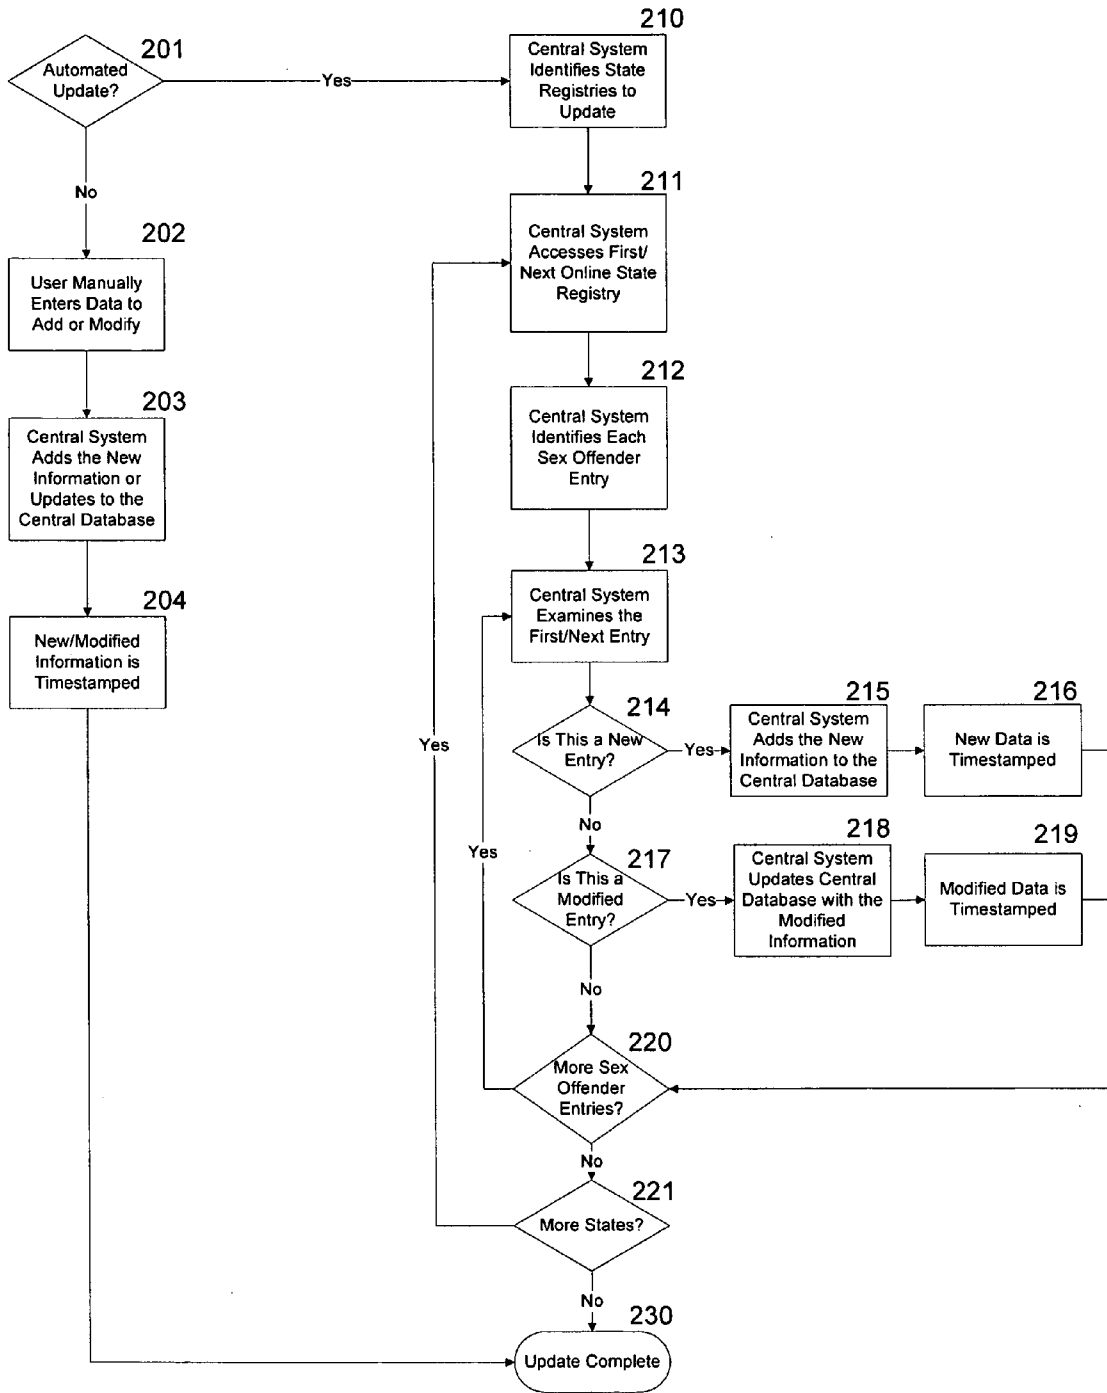 201
Automated
Update?
Yes
No
202
User Manually
Enters Data to
Add or Modify
203
Central System
Adds the New
Information or
Updates to the
Central Database
204
New/Modified
Information is
Timestamped
210
Central System
Identifies State
Registries to
Update
211
Central System
Accesses First/
Next Online State
Registry
212
Central System
Identifies Each
Sex Offender
Entry
213
Central System
Examines the
First/Next Entry
214
Is This a New
Entry?
Yes
215
Central System
Adds the New
Information to the
Central Database
216
New Data is
Timestamped
No
217
Is This a
Modified
Entry?
Yes
218
Central System
Updates Central
Database with the
Modified
Information
219
Modified Data is
Timestamped
No
220
More Sex
Offender
Entries?
Yes
No
221
More States?
Yes
No
230
Update Complete